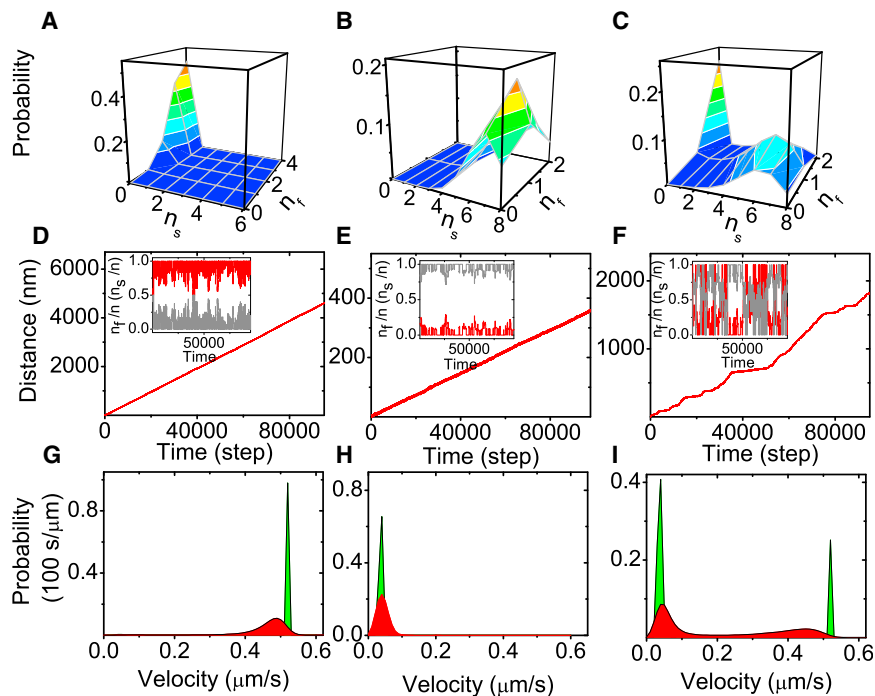 A B C
Probability
0.4
0.2
0 2 4 6
n_s
0 2 4
n_f
0.2
0.1
0 2 4 6 8
n_s
0 1 2
n_f
0.2
0.1
0 2 4 6 8
n_s
0 1 2
n_f
D E F
Distance (nm)
6000
4000
2000
0 40000 80000
Time (step)
n_f/n (n_s/n)
1.0
0.5
0.0
50000
Time
400
200
0
0 40000 80000
Time (step)
n_f/n (n_s/n)
1.0
0.5
0.0
50000
Time
2000
1000
0
0 40000 80000
Time (step)
n_f/n (n_s/n)
1.0
0.5
0.0
50000
Time
G H I
Probability
(100 s/μm)
0.8
0.4
0.0 0.2 0.4 0.6
Velocity (μm/s)
0.8
0.4
0.0
0.0 0.2 0.4 0.6
Velocity (μm/s)
0.4
0.2
0.0 0.2 0.4 0.6
Velocity (μm/s)